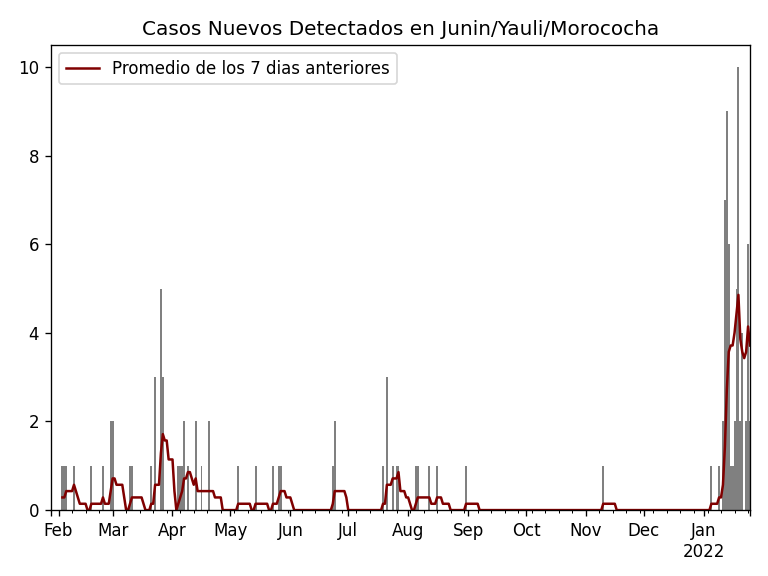 Casos Nuevos Detectados en Junin/Yauli/Morococha
Promedio de los 7 dias anteriores
10
8
6
4
2
0
Feb Mar Apr May Jun Jul Aug Sep Oct Nov Dec Jan
2022